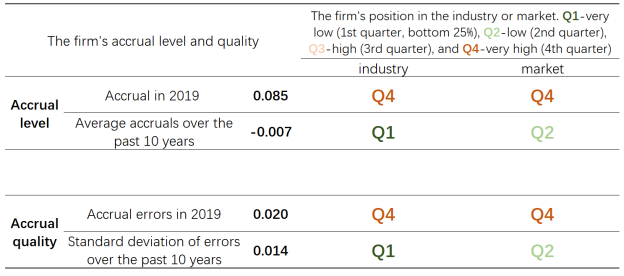 The firm's accrual level and quality
The firm's position in the industry or market. Q1-very
low (1st quarter, bottom 25%), Q2-low (2nd quarter),
Q3-high (3rd quarter), and Q4-very high (4th quarter)
industry market
Accrual
level
Accrual in 2019 0.085 Q4 Q4
Average accruals over the
past 10 years -0.007 Q1 Q2
Accrual
quality
Accrual errors in 2019 0.020 Q4 Q4
Standard deviation of errors
over the past 10 years 0.014 Q1 Q2